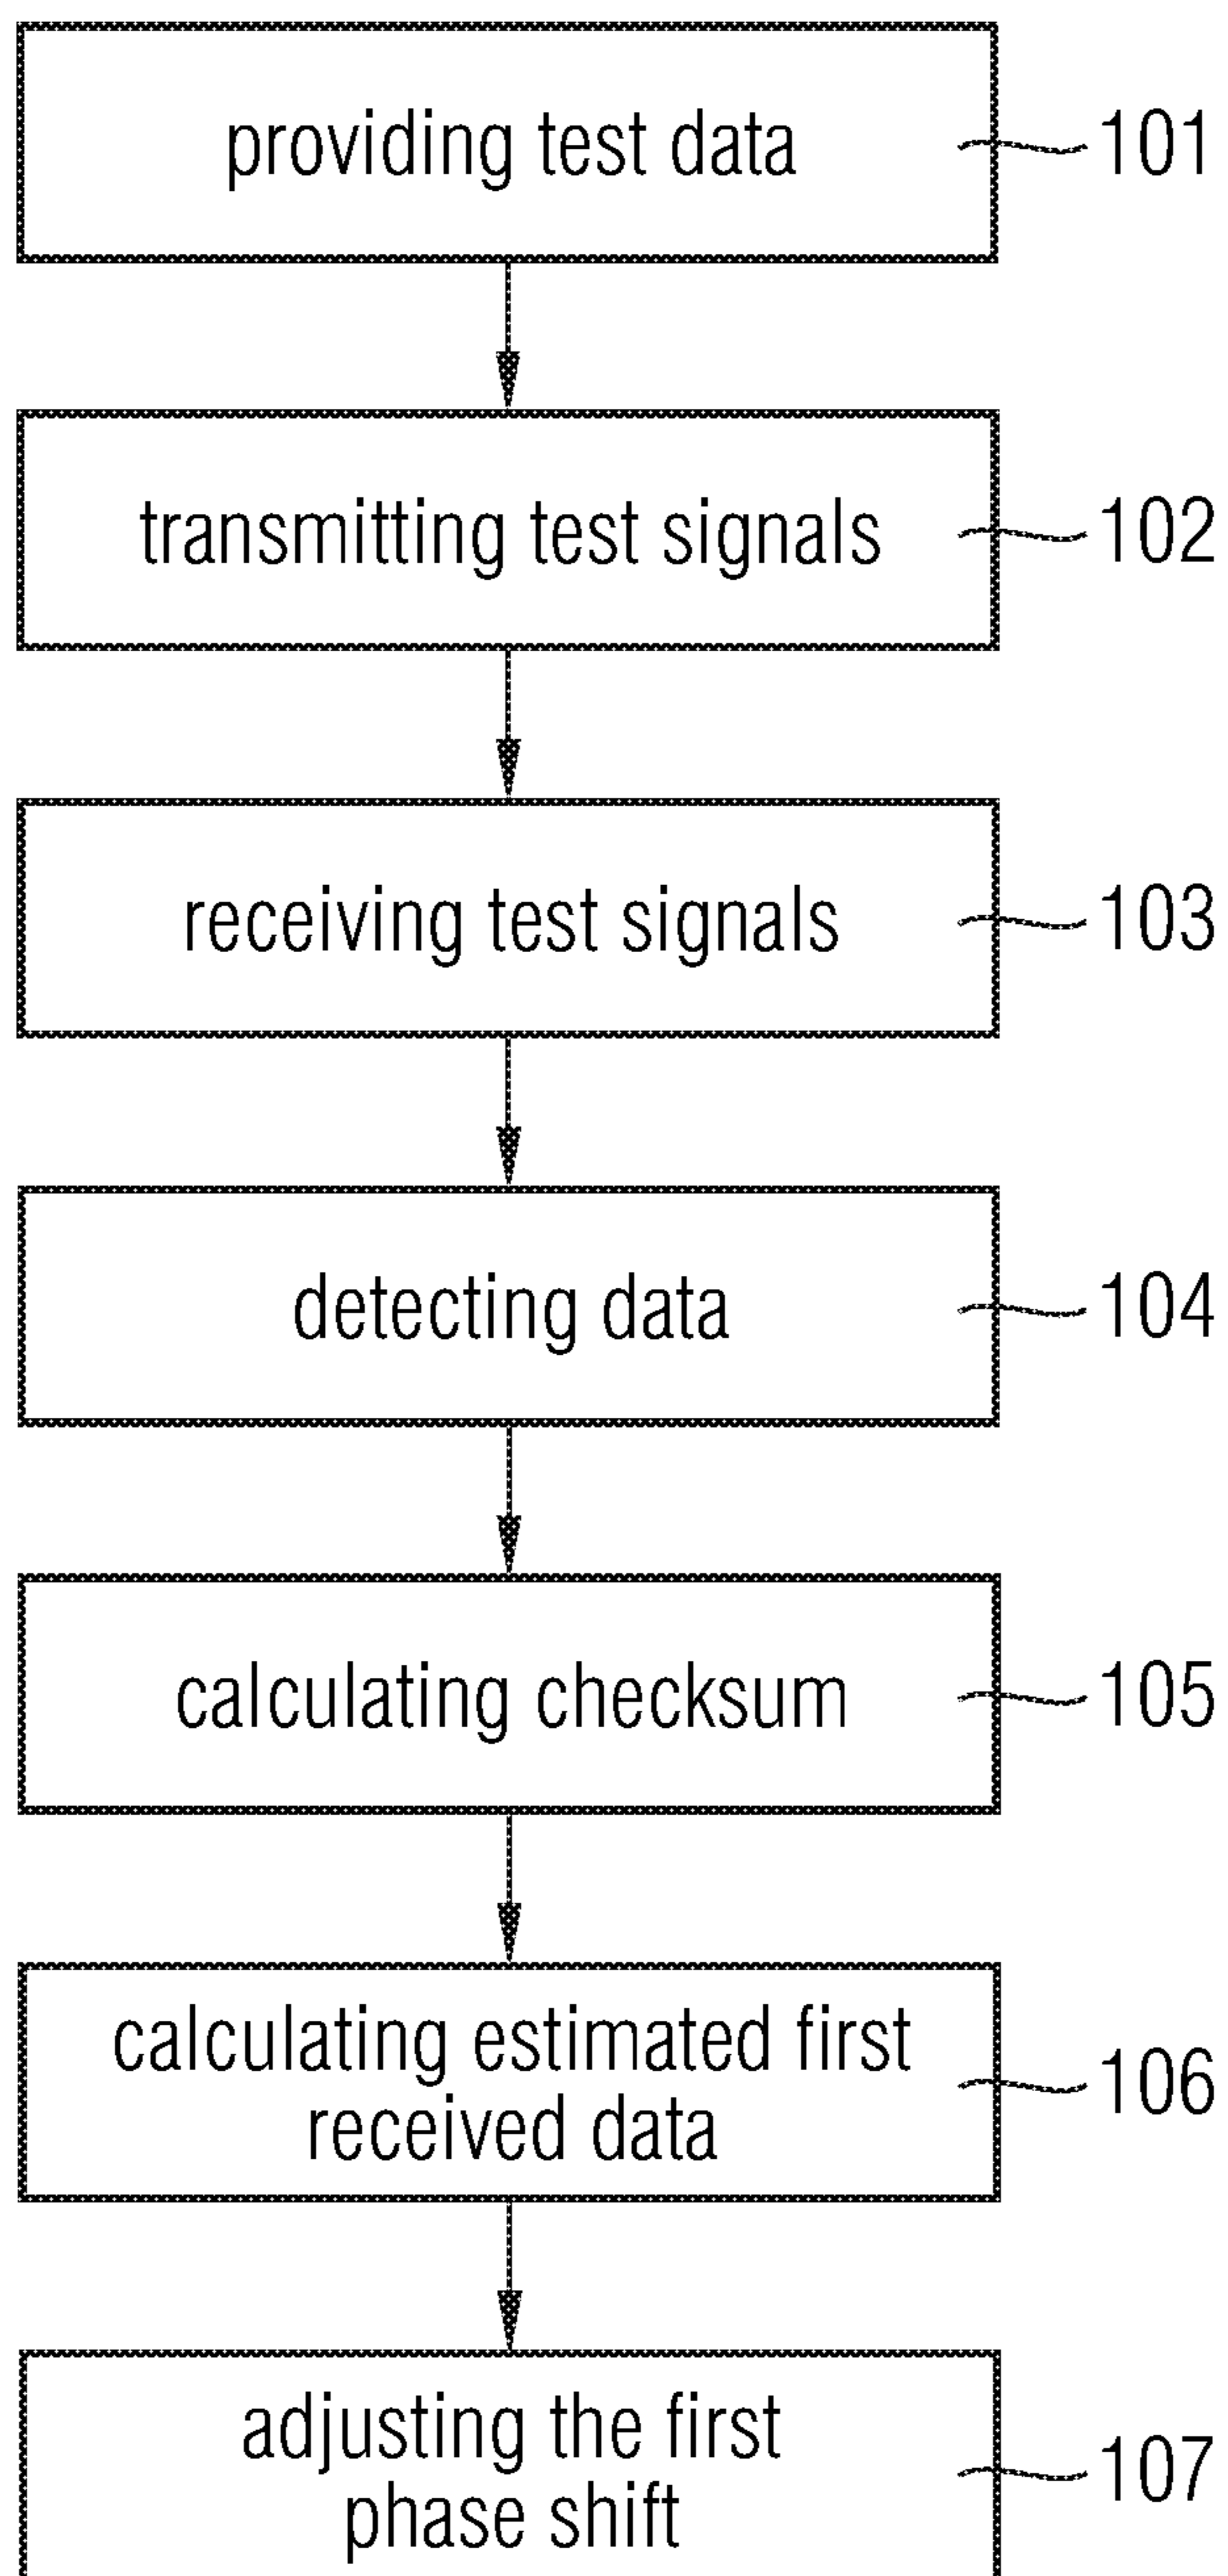 providing test data
101
transmitting test signals
102
receiving test signals
103
detecting data
104
calculating checksum
105
calculating estimated first
received data
106
adjusting the first
phase shift
107